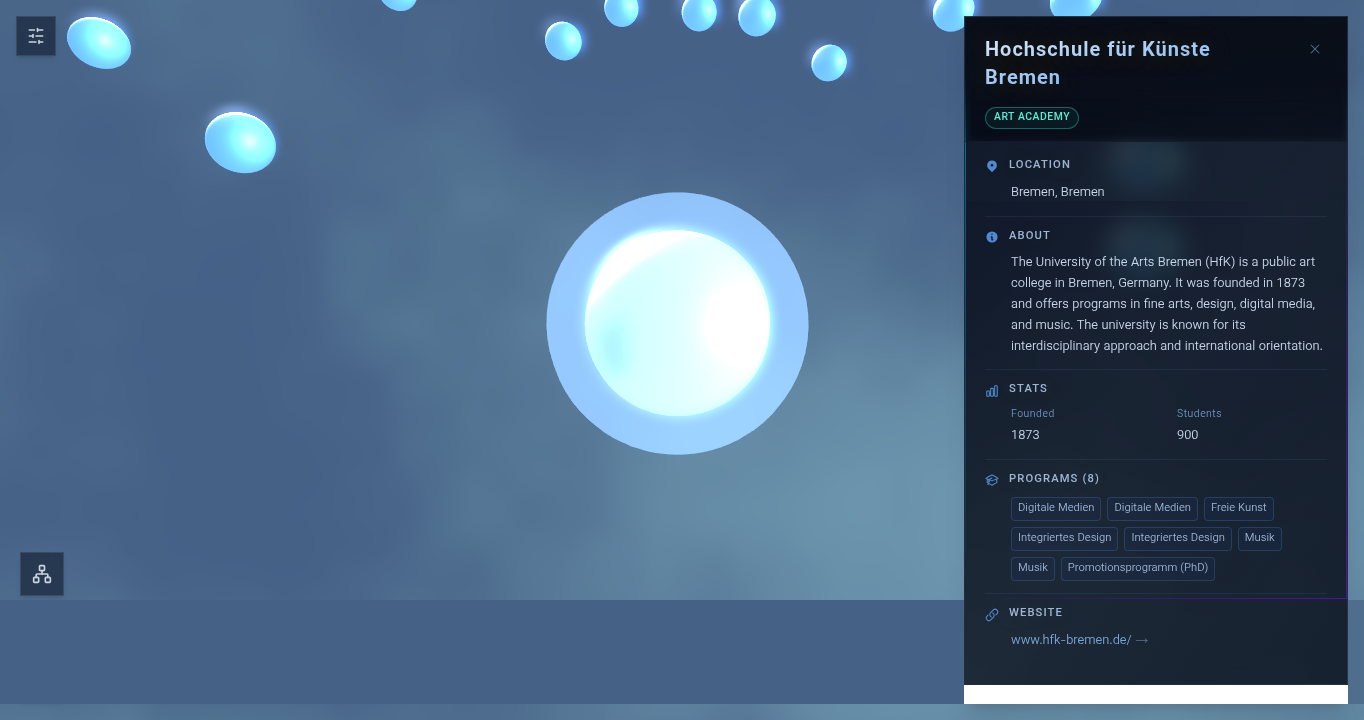 Hochschule für Künste
Bremen
ART ACADEMY
LOCATION
Bremen, Bremen
ABOUT
The University of the Arts Bremen (HfK) is a public art
college in Bremen, Germany. It was founded in 1873
and offers programs in fine arts, design, digital media,
and music. The university is known for its
interdisciplinary approach and international orientation.
STATS
Founded Students
1873 900
PROGRAMS (8)
Digitale Medien Digitale Medien Freie Kunst
Integriertes Design Integriertes Design Musik
Musik Promotionsprogramm (PhD)
WEBSITE
www.hfk-bremen.de/ →